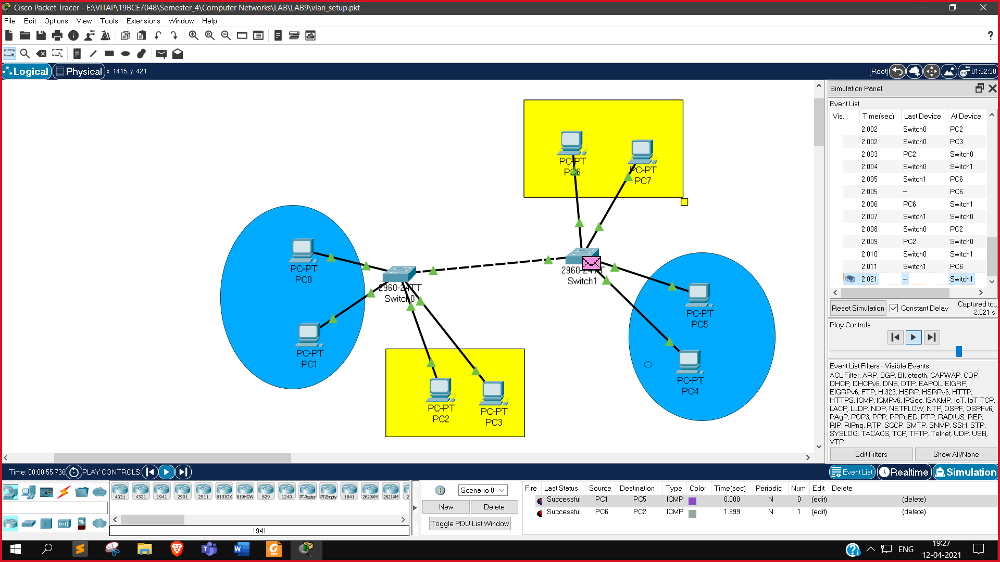 Cisco Packet Tracer - E:\VITAP\19BCE7048\Semester_4\Computer Networks\LAB\LAB9\vlan_setup.pkt
File Edit Options View Tools Extensions Window Help
?
Logical Physical x: 1415, y: 421 [Root] 01:52:30
Simulation Panel
Event List
Vis. Time(sec) Last Device At Device
2.002 Switch0 PC2
2.002 Switch0 PC3
2.003 PC2 Switch0
2.004 Switch0 Switch1
2.005 Switch1 PC6
2.005 -- PC6
2.006 PC6 Switch1
2.007 Switch1 Switch0
2.008 Switch0 PC2
2.009 PC2 Switch0
2.010 Switch0 Switch1
2.011 Switch1 PC6
2.021 -- Switch1
Reset Simulation Constant Delay Captured to:
2.021 s
Play Controls
Event List Filters - Visible Events
ACL Filter, ARP, BGP, Bluetooth, CAPWAP, CDP,
DHCP, DHCPv6, DNS, DTP, EAPOL, EIGRP,
EIGRPv6, FTP, H.323, HSRP, HSRPv6, HTTP,
HTTPS, ICMP, ICMPv6, IPSec, ISAKMP, IoT, IoT TCP,
LACP, LLDP, NDP, NETFLOW, NTP, OSPF, OSPFv6,
PAgP, POP3, PPP, PPPoED, PTP, RADIUS, REP,
RIP, RIPng, RTP, SCCP, SMTP, SNMP, SSH, STP,
SYSLOG, TACACS, TCP, TFTP, Telnet, UDP, USB,
VTP
Edit Filters Show All/None
PC-PT
PC6
PC-PT
PC7
PC-PT
PC0
PC-PT
PC1
2960-24TT
Switch0
2960-24TT
Switch1
PC-PT
PC5
PC-PT
PC4
PC-PT
PC2
PC-PT
PC3
Time: 00:00:55.736 PLAY CONTROLS: Event List Realtime Simulation
4331 4321 1941 2901 2911 819IOX 819HGW 829 1240 PT-Router PT-Empty 1841 2620XM 2621XM
1941
Scenario 0
New Delete
Toggle PDU List Window
Fire Last Status Source Destination Type Color Time(sec) Periodic Num Edit Delete
Successful PC1 PC5 ICMP 0.000 N 0 (edit) (delete)
Successful PC6 PC2 ICMP 1.999 N 1 (edit) (delete)
ENG
19:27
12-04-2021